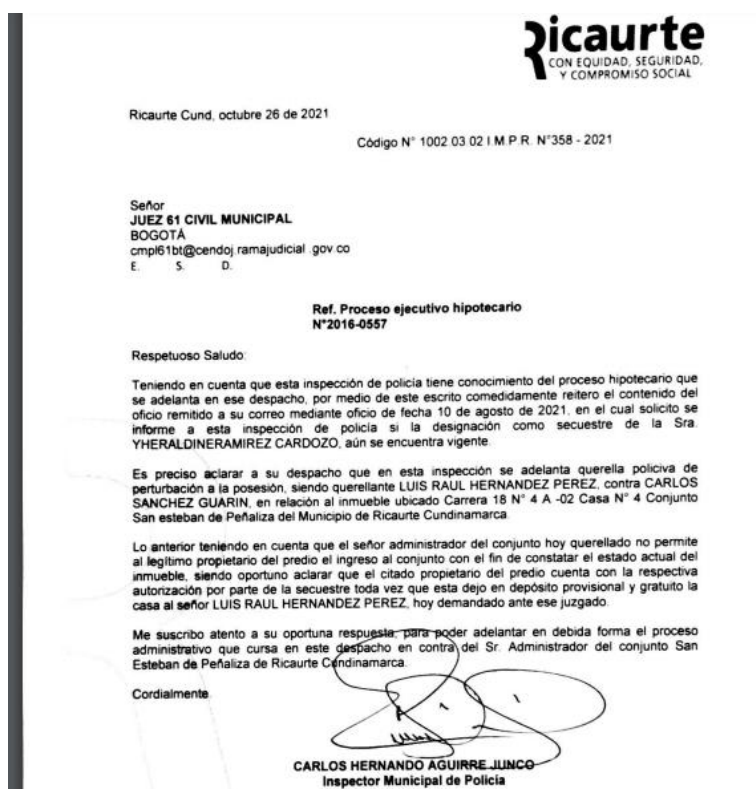 Ricaurte
CON EQUIDAD, SEGURIDAD,
Y COMPROMISO SOCIAL
Ricaurte Cund, octubre 26 de 2021
Código N° 1002 03 02 I.M.P.R. N°358 - 2021
Señor
JUEZ 61 CIVIL MUNICIPAL
BOGOTÁ
cmpl61bt@cendoj.ramajudicial .gov.co
E. S. D.
Ref. Proceso ejecutivo hipotecario
N°2016-0557
Respetuoso Saludo:
Teniendo en cuenta que esta inspección de policía tiene conocimiento del proceso hipotecario que
se adelanta en ese despacho, por medio de este escrito comedidamente reitero el contenido del
oficio remitido a su correo mediante oficio de fecha 10 de agosto de 2021, en el cual solicito se
informe a esta inspección de policía si la designación como secuestre de la Sra.
YHERALDINERAMIREZ CARDOZO, aún se encuentra vigente.
Es preciso aclarar a su despacho que en esta inspección se adelanta querella policiva de
perturbación a la posesión, siendo querellante LUIS RAUL HERNANDEZ PEREZ, contra CARLOS
SANCHEZ GUARIN, en relación al inmueble ubicado Carrera 18 N° 4 A -02 Casa N° 4 Conjunto
San esteban de Peñaliza del Municipio de Ricaurte Cundinamarca.
Lo anterior teniendo en cuenta que el señor administrador del conjunto hoy querellado no permite
al legítimo propietario del predio el ingreso al conjunto con el fin de constatar el estado actual del
inmueble, siendo oportuno aclarar que el citado propietario del predio cuenta con la respectiva
autorización por parte de la secuestre toda vez que esta dejo en depósito provisional y gratuito la
casa al señor LUIS RAUL HERNANDEZ PEREZ, hoy demandado ante ese juzgado.
Me suscribo atento a su oportuna respuesta, para poder adelantar en debida forma el proceso
administrativo que cursa en este despacho en contra del Sr. Administrador del conjunto San
Esteban de Peñaliza de Ricaurte Cundinamarca.
Cordialmente.
CARLOS HERNANDO AGUIRRE JUNCO
Inspector Municipal de Policía